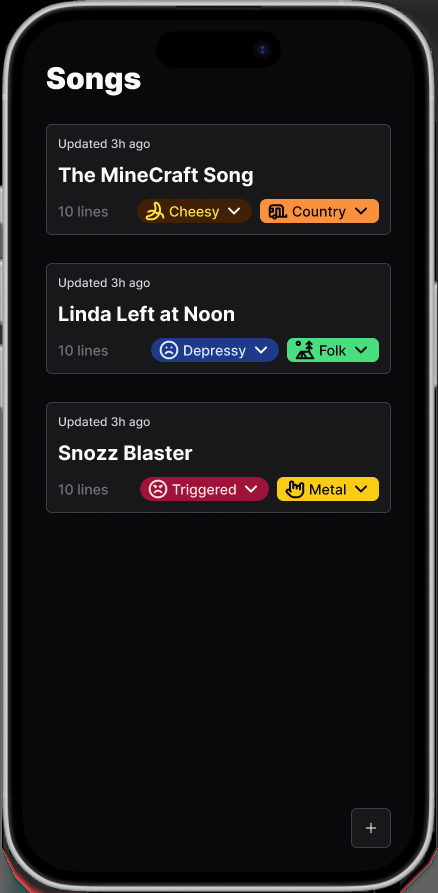 Songs
Updated 3h ago
The MineCraft Song
10 lines Cheesy Country
Updated 3h ago
Linda Left at Noon
10 lines Depressy Folk
Updated 3h ago
Snozz Blaster
10 lines Triggered Metal
+